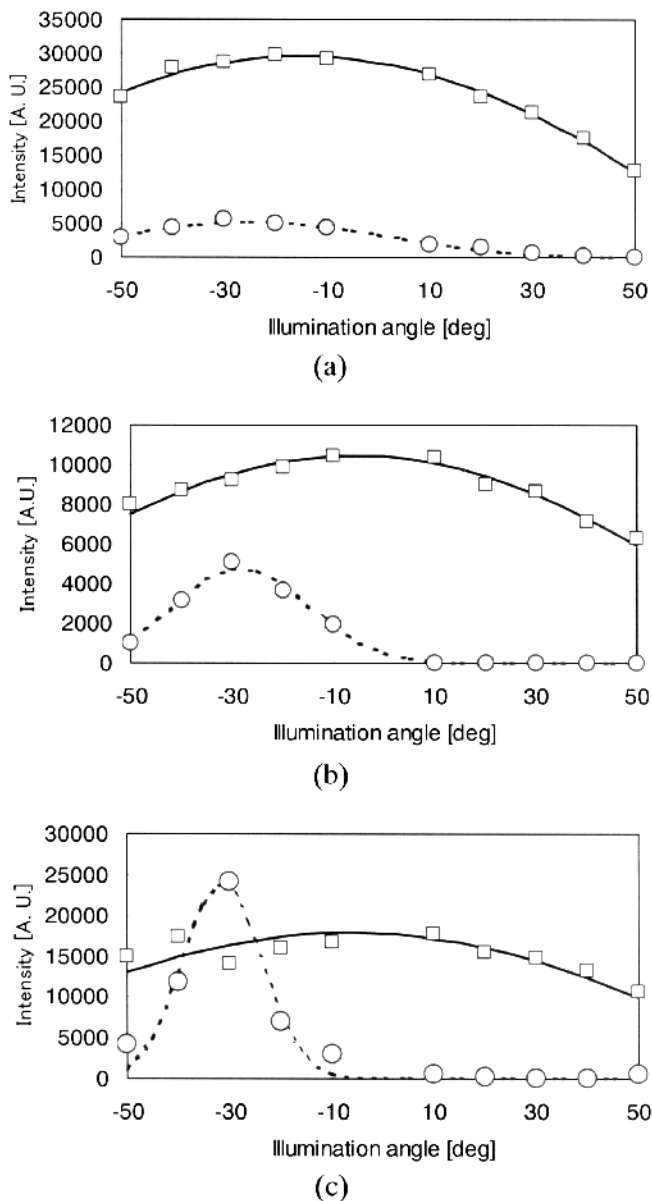 35000
30000
25000
20000
15000
10000
5000
0
Intensity [A. U.]
-50 -30 -10 10 30 50
Illumination angle [deg]
(a)
12000
10000
8000
6000
4000
2000
0
Intensity [A.U.]
-50 -30 -10 10 30 50
Illumination angle [deg]
(b)
30000
25000
20000
15000
10000
5000
0
Intensity [A. U.]
-50 -30 -10 10 30 50
Illumination angle [deg]
(c)